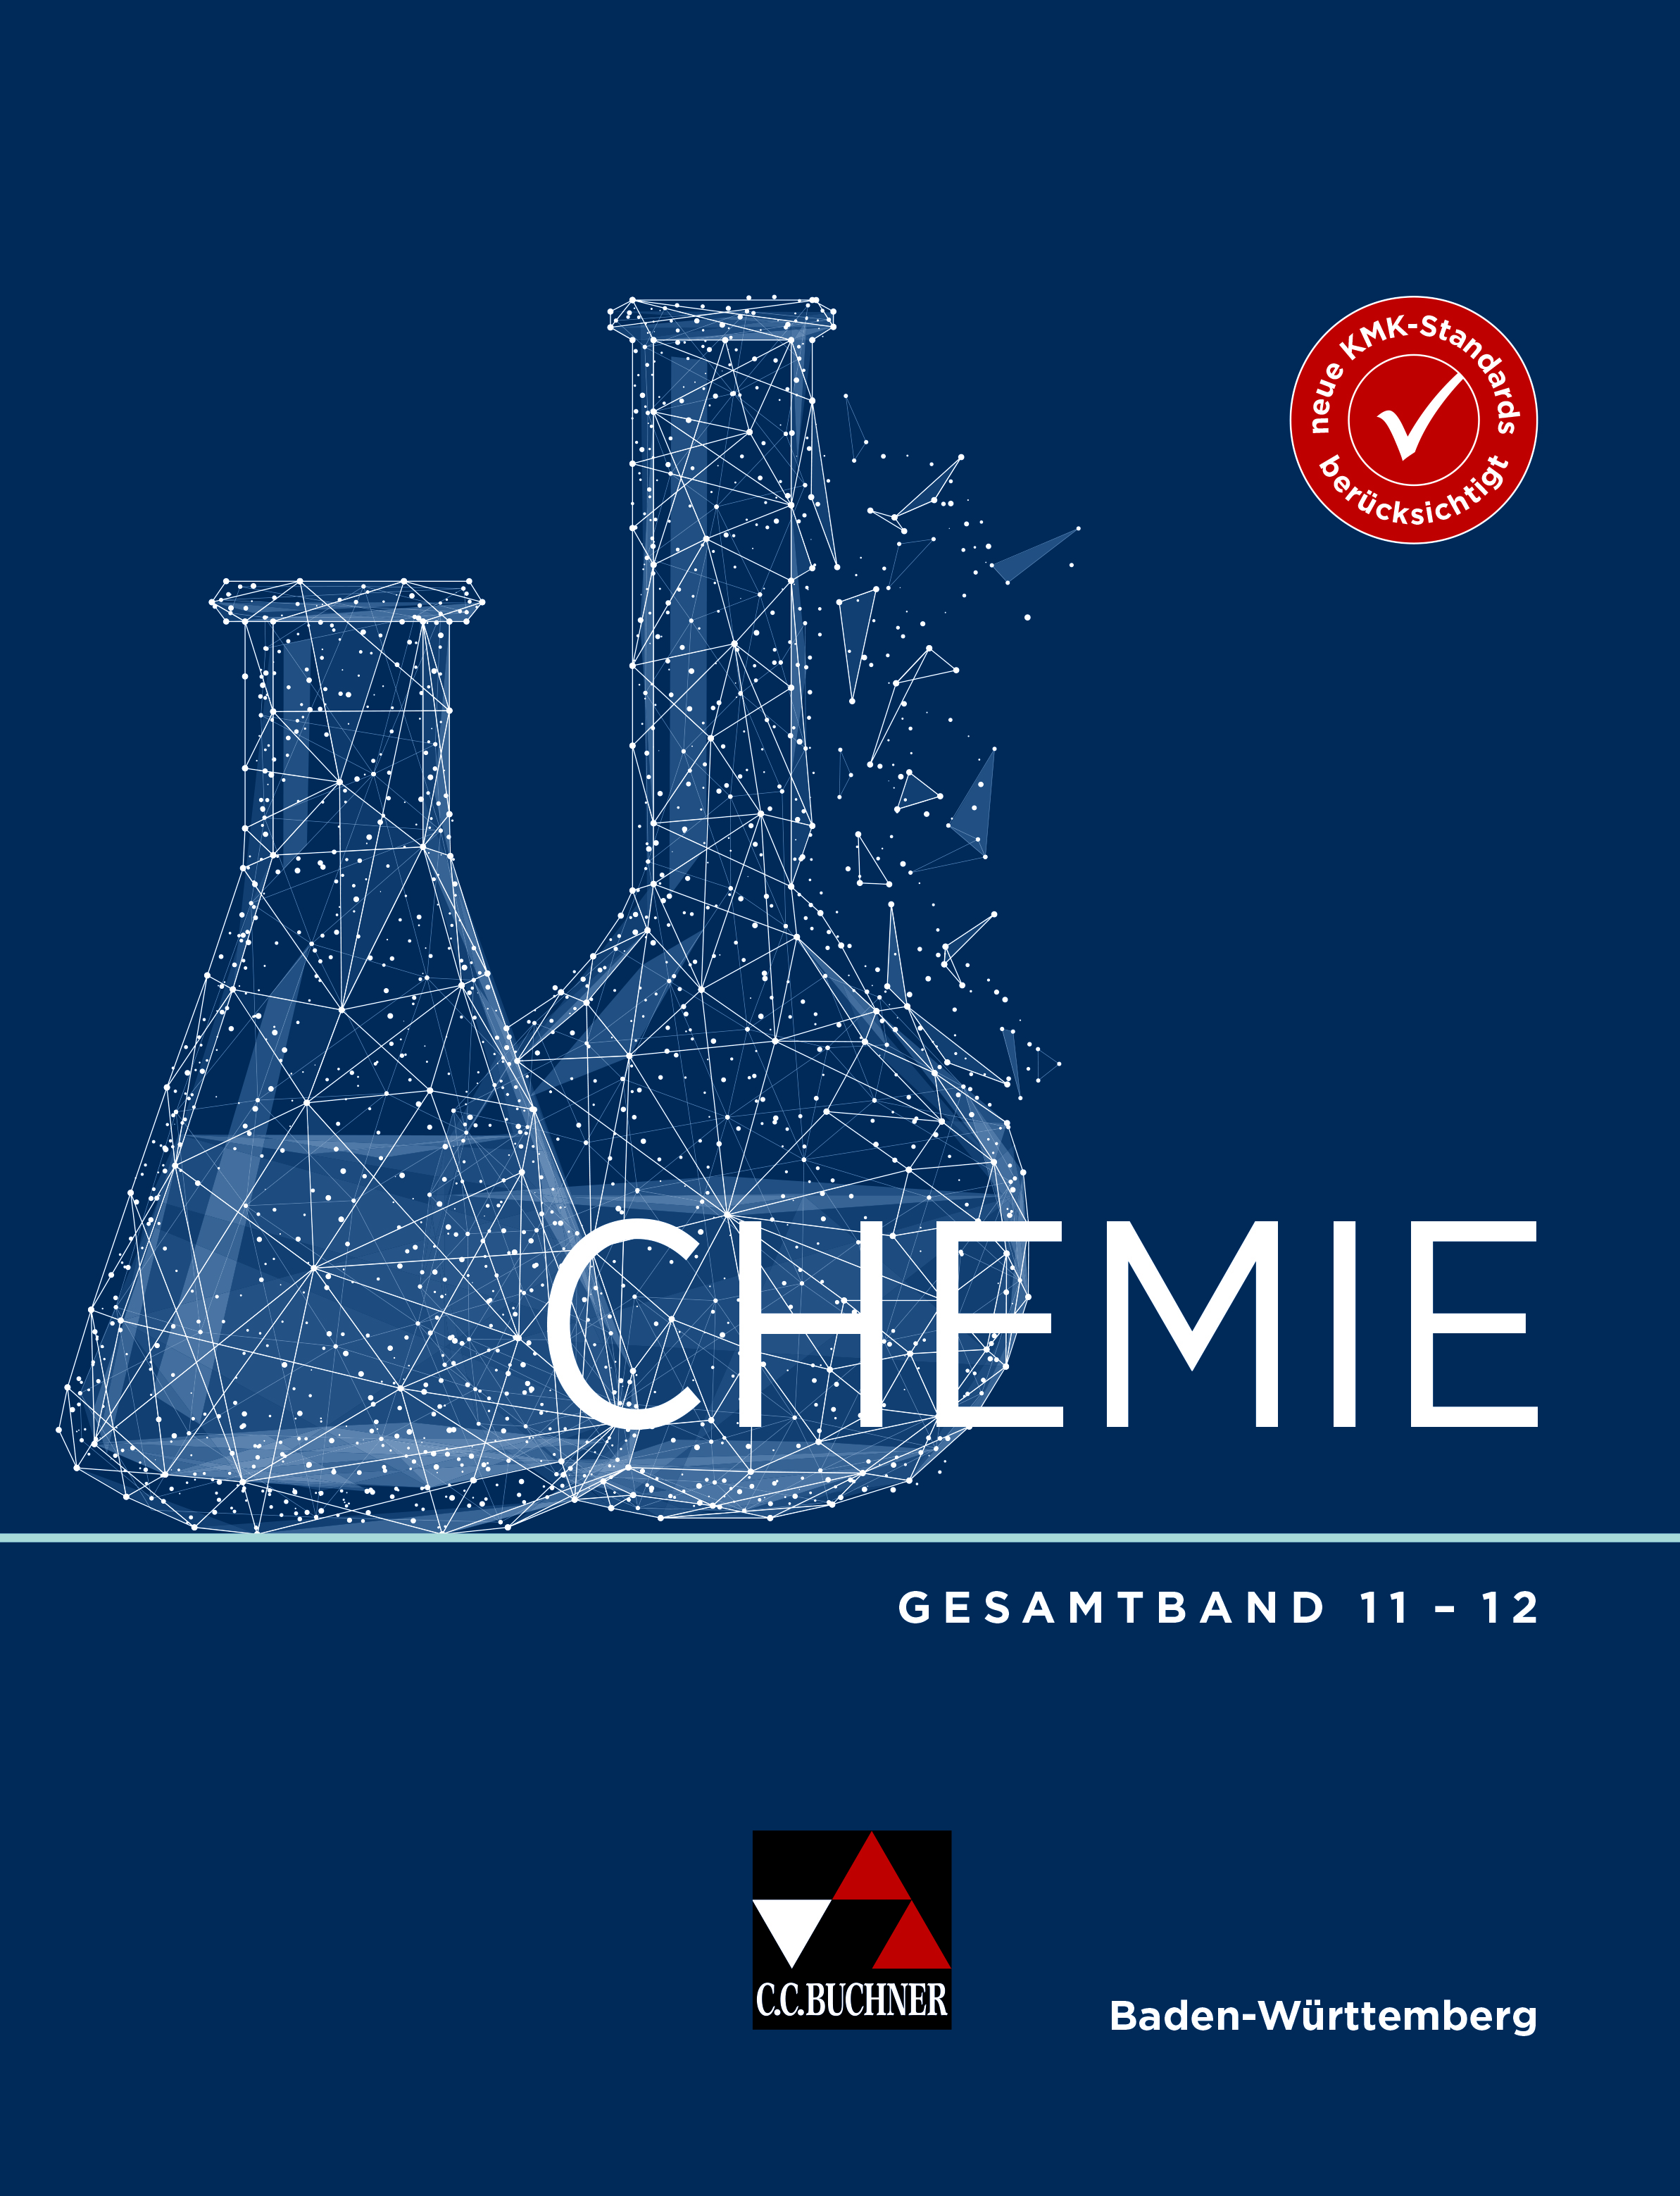 neue KMK-Standards
berücksichtigt
CHEMIE
GESAMTBAND 11 – 12
C.C.BUCHNER
Baden-Württemberg